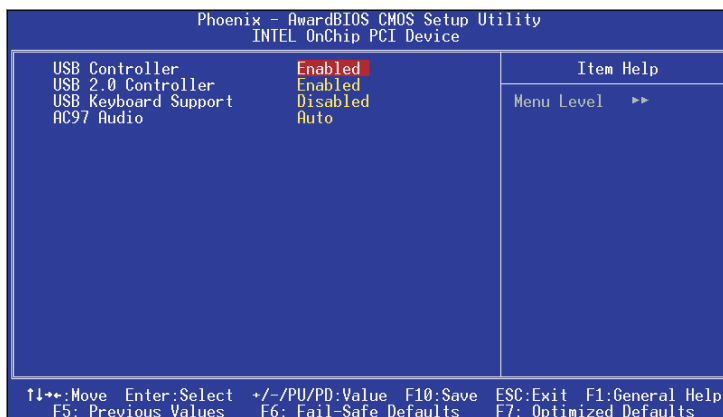 Phoenix - AwardBIOS CMOS Setup Utility
INTEL OnChip PCI Device
USB Controller Enabled
USB 2.0 Controller Enabled
USB Keyboard Support Disabled
AC97 Audio Auto
Item Help
Menu Level ►►
↑↓→←:Move Enter:Select +/-/PU/PD:Value F10:Save ESC:Exit F1:General Help
F5: Previous Values F6: Fail-Safe Defaults F7: Optimized Defaults